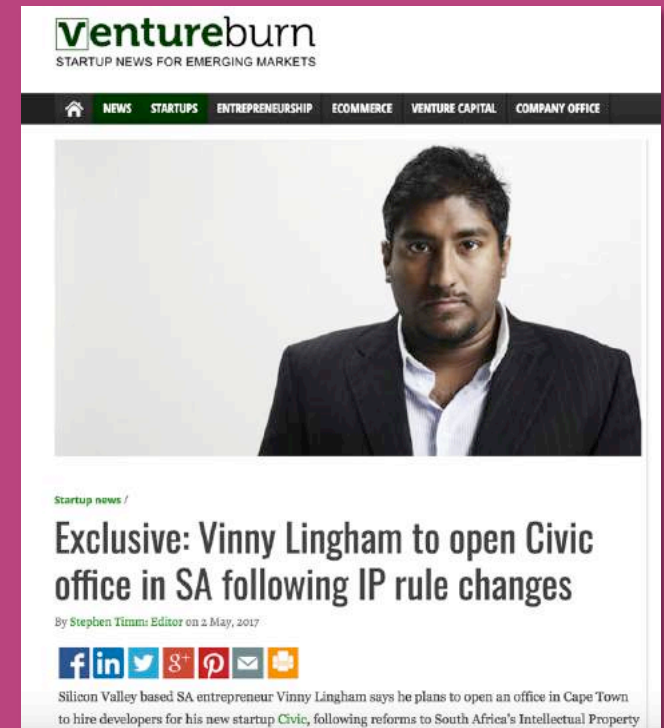 Ventureburn
STARTUP NEWS FOR EMERGING MARKETS
NEWS STARTUPS ENTREPRENEURSHIP ECOMMERCE VENTURE CAPITAL COMPANY OFFICE
Startup news /
Exclusive: Vinny Lingham to open Civic
office in SA following IP rule changes
By Stephen Timm: Editor on 2 May, 2017
f in g+
Silicon Valley based SA entrepreneur Vinny Lingham says he plans to open an office in Cape Town
to hire developers for his new startup Civic, following reforms to South Africa's Intellectual Property